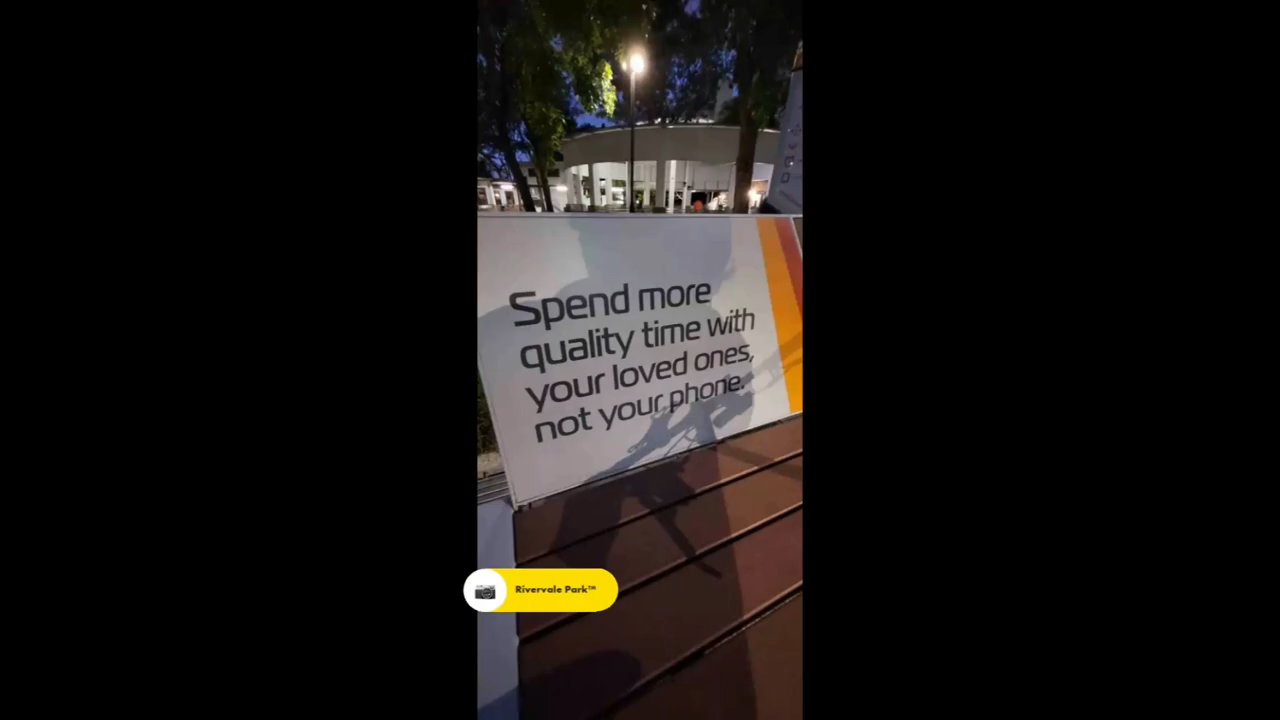 Spend more
quality time with
your loved ones,
not your phone.
Rivervale Park™